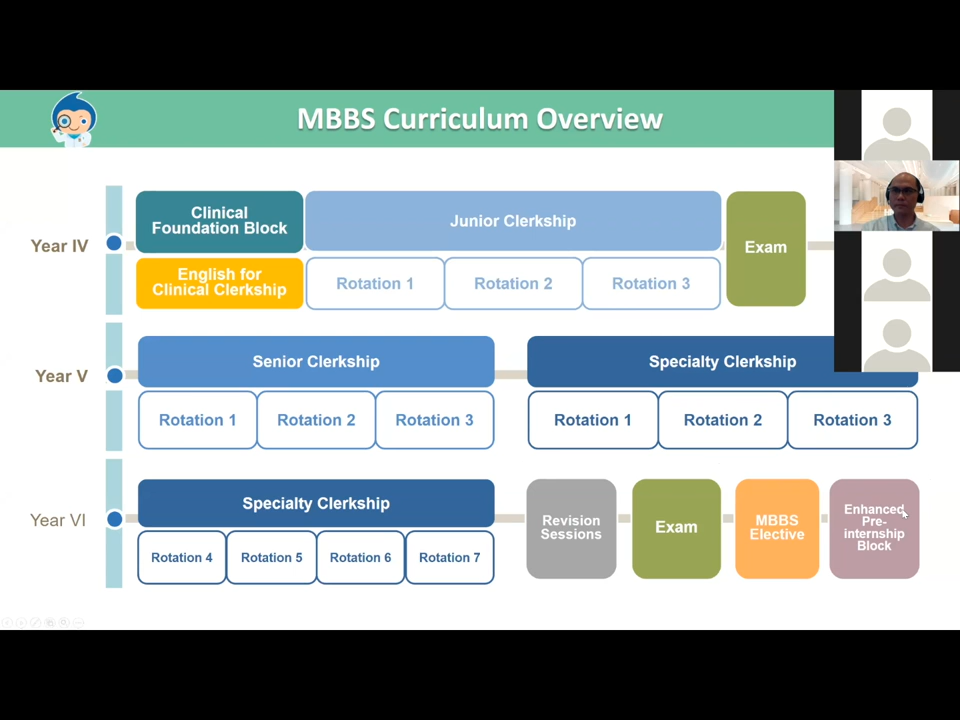 MBBS Curriculum Overview
Year IV
Clinical
Foundation Block
Junior Clerkship
Exam
English for
Clinical Clerkship
Rotation 1
Rotation 2
Rotation 3
Year V
Senior Clerkship
Specialty Clerkship
Rotation 1
Rotation 2
Rotation 3
Rotation 1
Rotation 2
Rotation 3
Year VI
Specialty Clerkship
Rotation 4
Rotation 5
Rotation 6
Rotation 7
Revision
Sessions
Exam
MBBS
Elective
Enhanced
Pre-
internship
Block